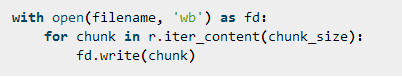 with open(filename, 'wb') as fd:
    for chunk in r.iter_content(chunk_size):
        fd.write(chunk)